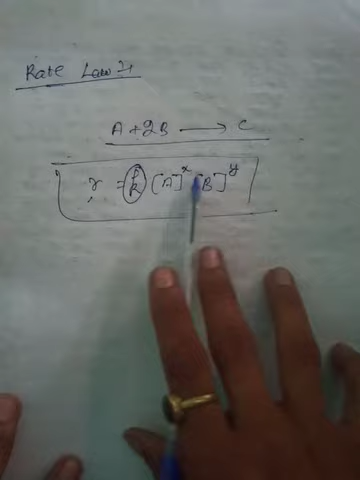 Rate Law :-
A + 2B ⟶ C
r = k [A]^x [B]^y